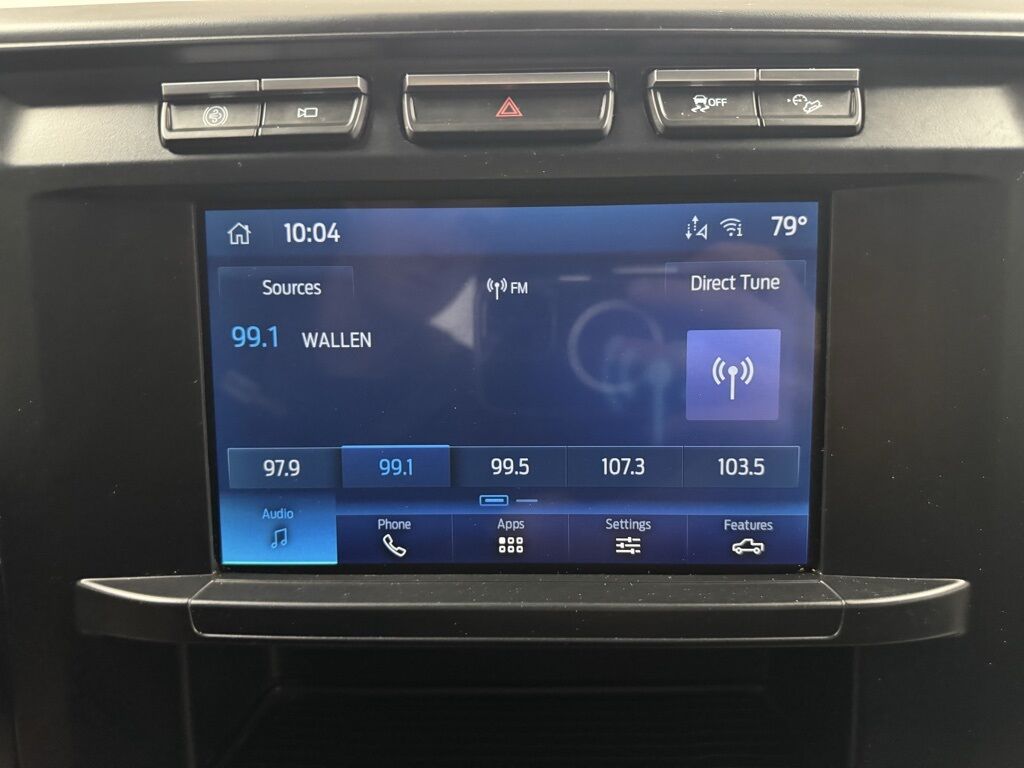 OFF
10:04
79°
Sources
FM
Direct Tune
99.1 WALLEN
97.9 99.1 99.5 107.3 103.5
Audio Phone Apps Settings Features